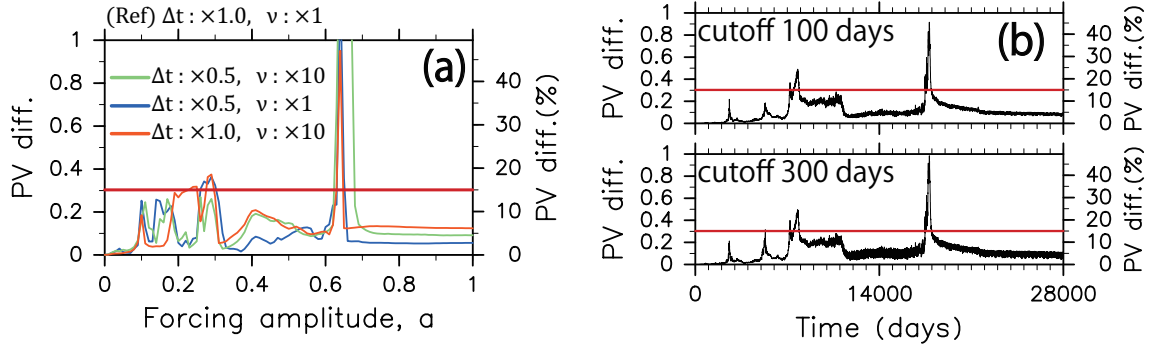 (Ref) Δt : ×1.0, ν : ×1
(a)
Δt : ×0.5, ν : ×10
Δt : ×0.5, ν : ×1
Δt : ×1.0, ν : ×10
PV diff.
1
0.8
0.6
0.4
0.2
0
PV diff.(%)
40
30
20
10
0
0 0.2 0.4 0.6 0.8 1
Forcing amplitude, a
(b)
cutoff 100 days
PV diff.
1
0.8
0.6
0.4
0.2
0
PV diff.(%)
40
30
20
10
0
cutoff 300 days
PV diff.
1
0.8
0.6
0.4
0.2
0
PV diff.(%)
40
30
20
10
0
0 14000 28000
Time (days)